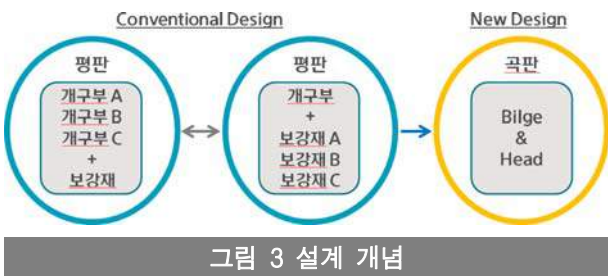 Conventional Design
New Design
평판
개구부 A
개구부 B
개구부 C
+
보강재
평판
개구부
+
보강재 A
보강재 B
보강재 C
곡판
Bilge
&
Head
그림 3 설계 개념